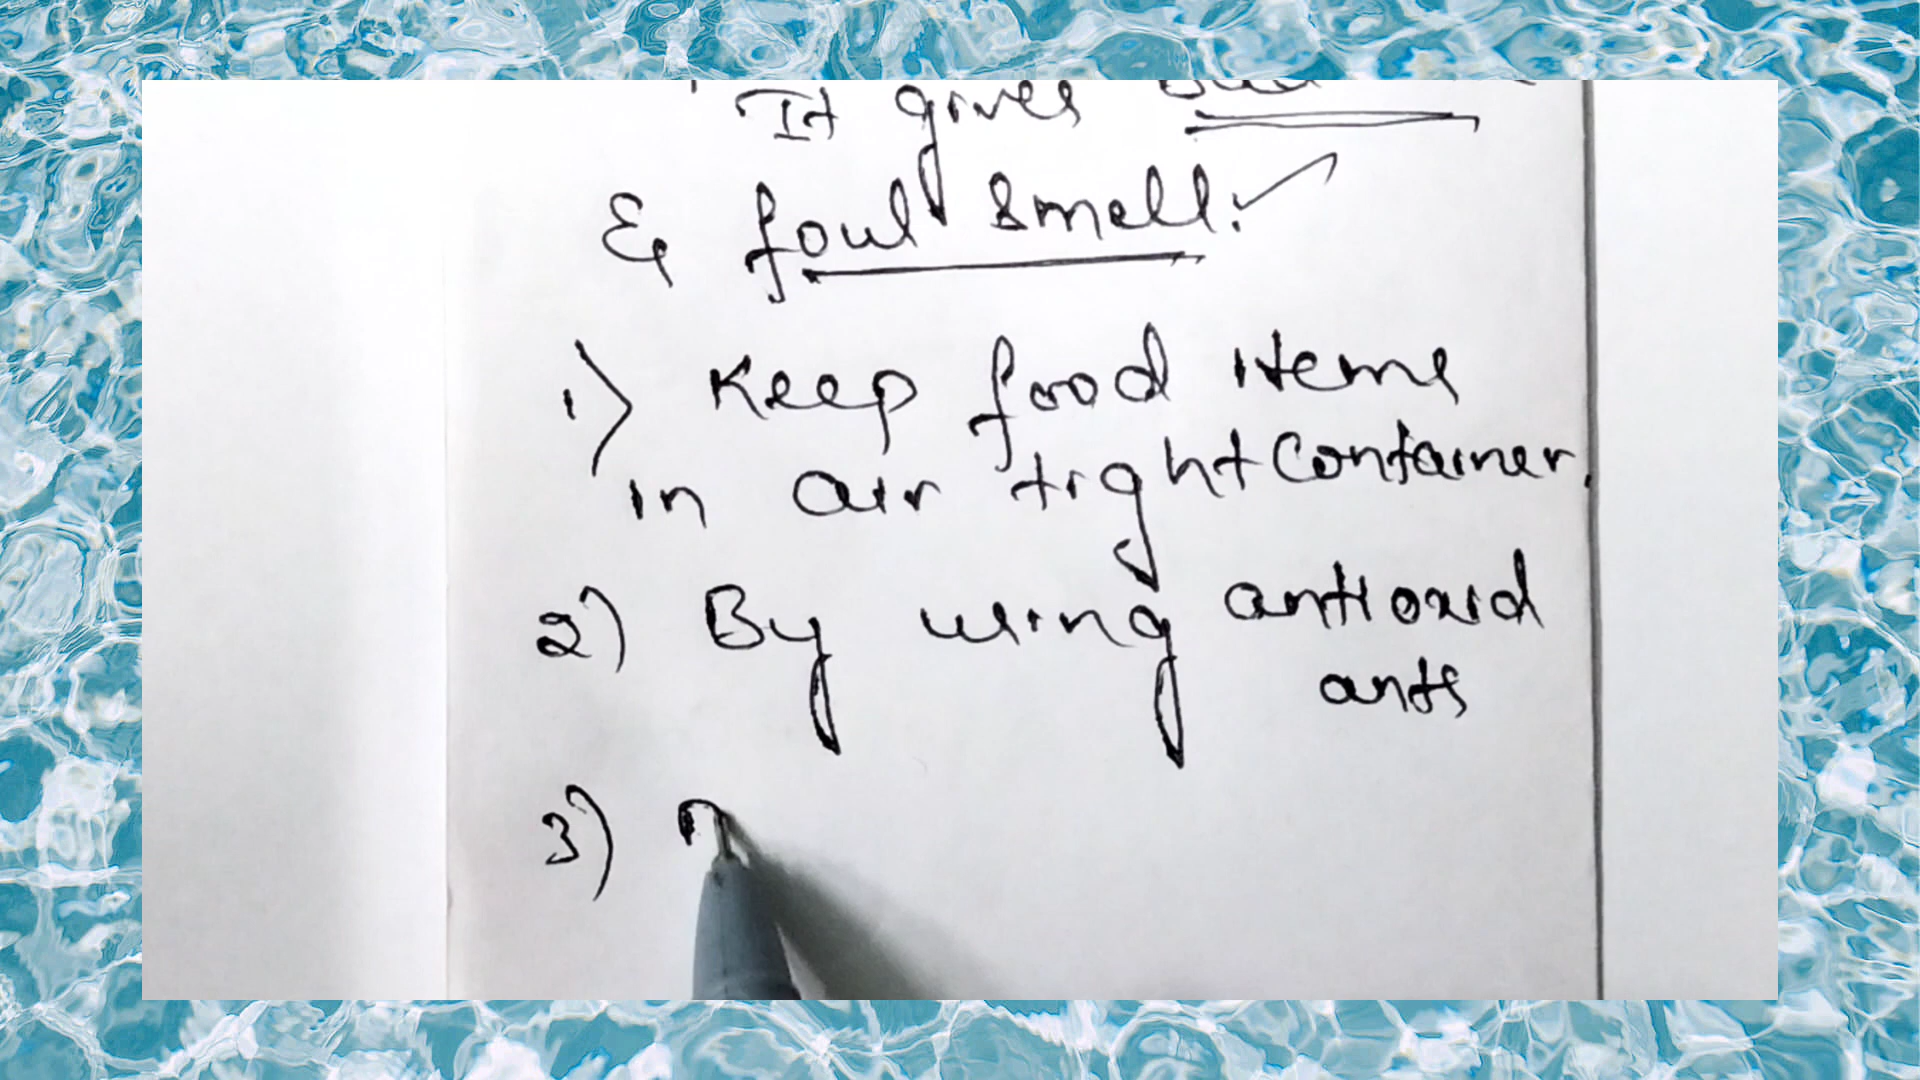 It gives
& foul smell.
1) Keep food items
in air tight Container.
2) By using antioxid
ants
3)